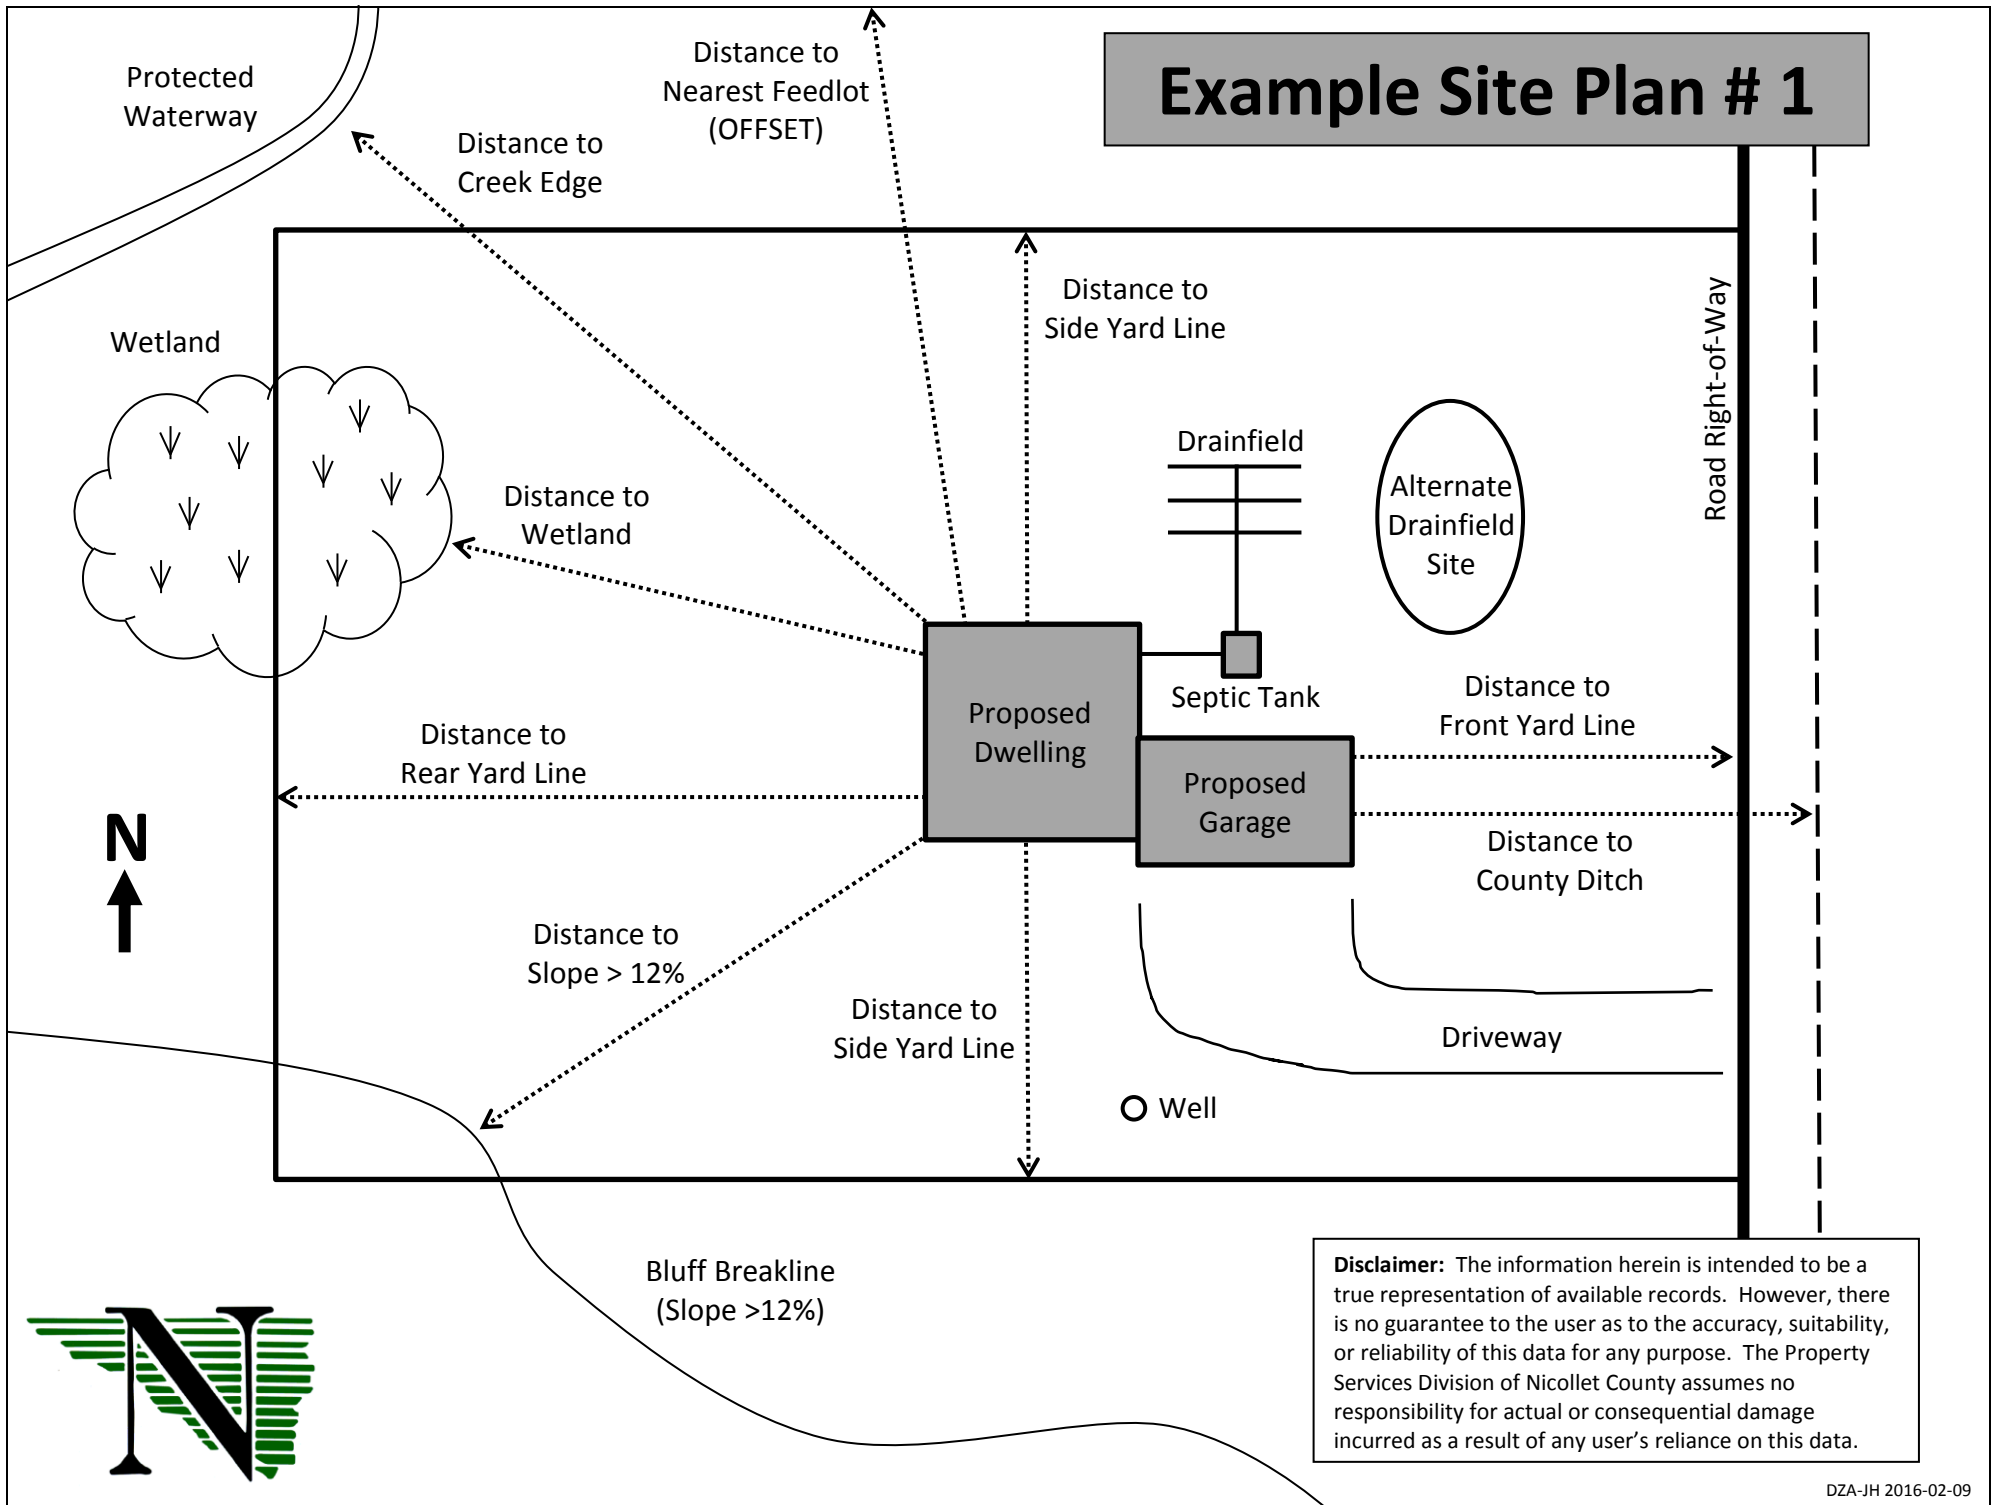 Example Site Plan # 1
Protected
Waterway
Distance to
Nearest Feedlot
(OFFSET)
Distance to
Creek Edge
Distance to
Side Yard Line
Road Right-of-Way
Wetland
Drainfield
Alternate
Drainfield
Site
Distance to
Wetland
Septic Tank
Distance to
Front Yard Line
Proposed
Dwelling
Distance to
Rear Yard Line
Proposed
Garage
N
Distance to
County Ditch
Distance to
Slope > 12%
Distance to
Side Yard Line
Driveway
Well
Bluff Breakline
(Slope >12%)
N
Disclaimer: The information herein is intended to be a
true representation of available records. However, there
is no guarantee to the user as to the accuracy, suitability,
or reliability of this data for any purpose. The Property
Services Division of Nicollet County assumes no
responsibility for actual or consequential damage
incurred as a result of any user’s reliance on this data.
DZA-JH 2016-02-09